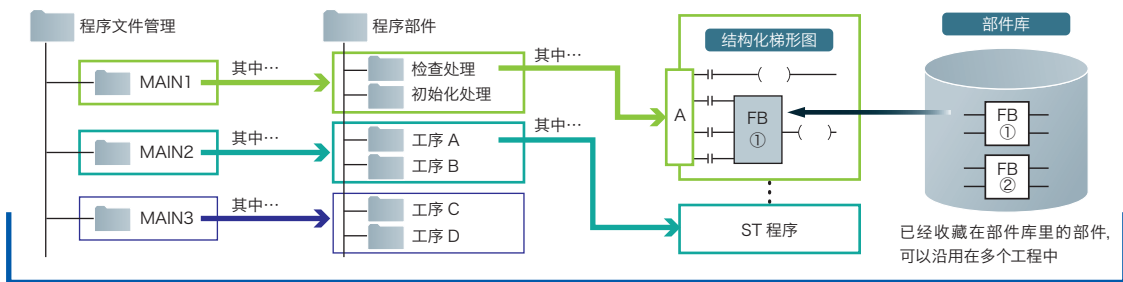 程序文件管理
MAIN1
其中…
MAIN2
其中…
MAIN3
其中…
程序部件
检查处理
初始化处理
其中…
工序 A
工序 B
其中…
工序 C
工序 D
结构化梯形图
A
FB
①
ST 程序
部件库
FB
①
FB
②
已经收藏在部件库里的部件,
可以沿用在多个工程中